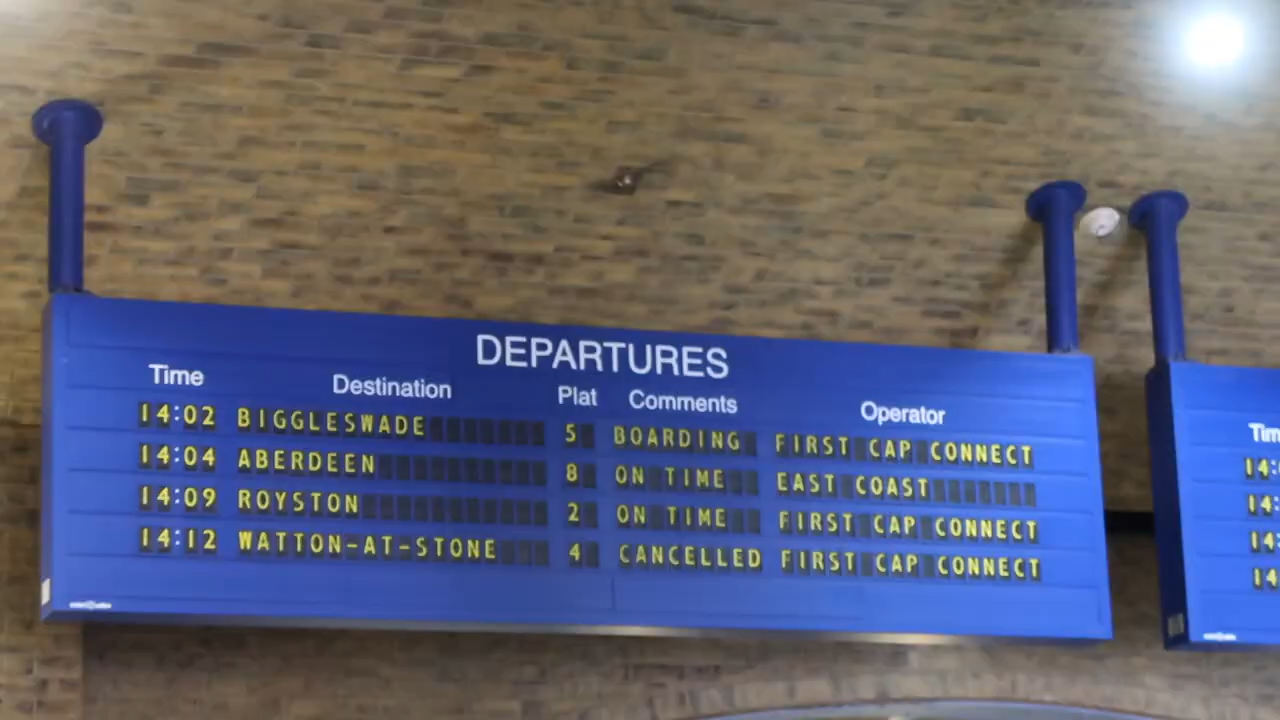 DEPARTURES
Time Destination Plat Comments Operator
14:02 BIGGLESWADE 5 BOARDING FIRST CAP CONNECT
14:04 ABERDEEN 8 ON TIME EAST COAST
14:09 ROYSTON 2 ON TIME FIRST CAP CONNECT
14:12 WATTON-AT-STONE 4 CANCELLED FIRST CAP CONNECT